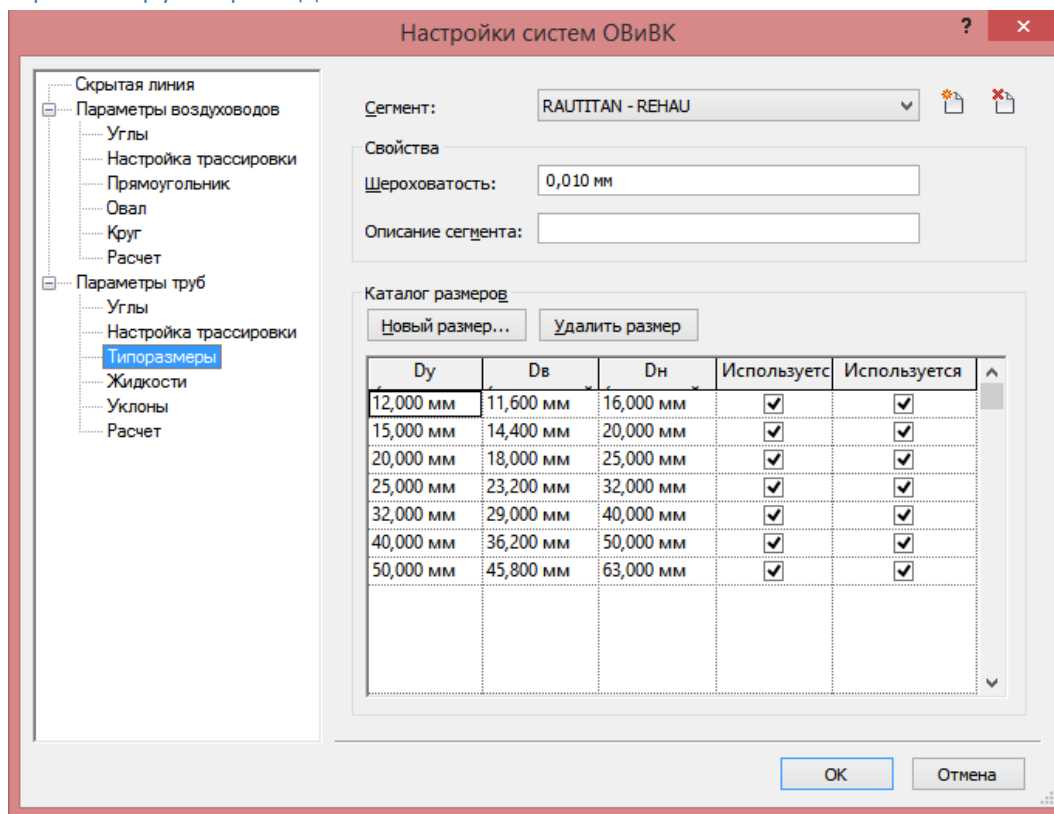 Настройки систем ОВиВК
?
Скрытая линия
Параметры воздуховодов
Углы
Настройка трассировки
Прямоугольник
Овал
Круг
Расчет
Параметры труб
Углы
Настройка трассировки
Типоразмеры
Жидкости
Уклоны
Расчет
Сегмент: RAUTITAN - REHAU
Свойства
Шероховатость: 0,010 мм
Описание сегмента:
Каталог размеров
Новый размер... Удалить размер
Dу Dв Dн Используетс Используется
12,000 мм 11,600 мм 16,000 мм
15,000 мм 14,400 мм 20,000 мм
20,000 мм 18,000 мм 25,000 мм
25,000 мм 23,200 мм 32,000 мм
32,000 мм 29,000 мм 40,000 мм
40,000 мм 36,200 мм 50,000 мм
50,000 мм 45,800 мм 63,000 мм
OK Отмена